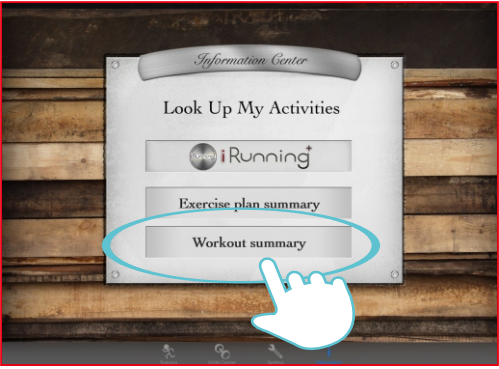 Information Center
Look Up My Activities
iRunning+
Exercise plan summary
Workout summary